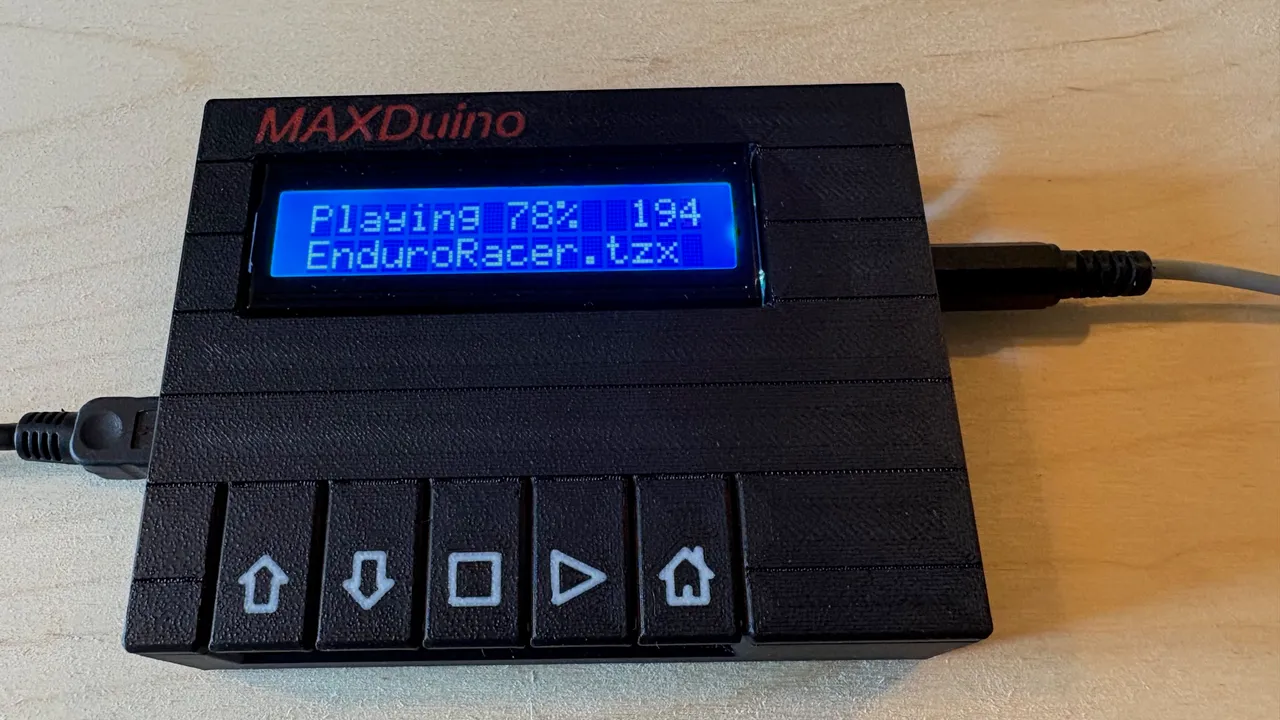 MAXDuino
Playing 78% 194
EnduroRacer.tzx